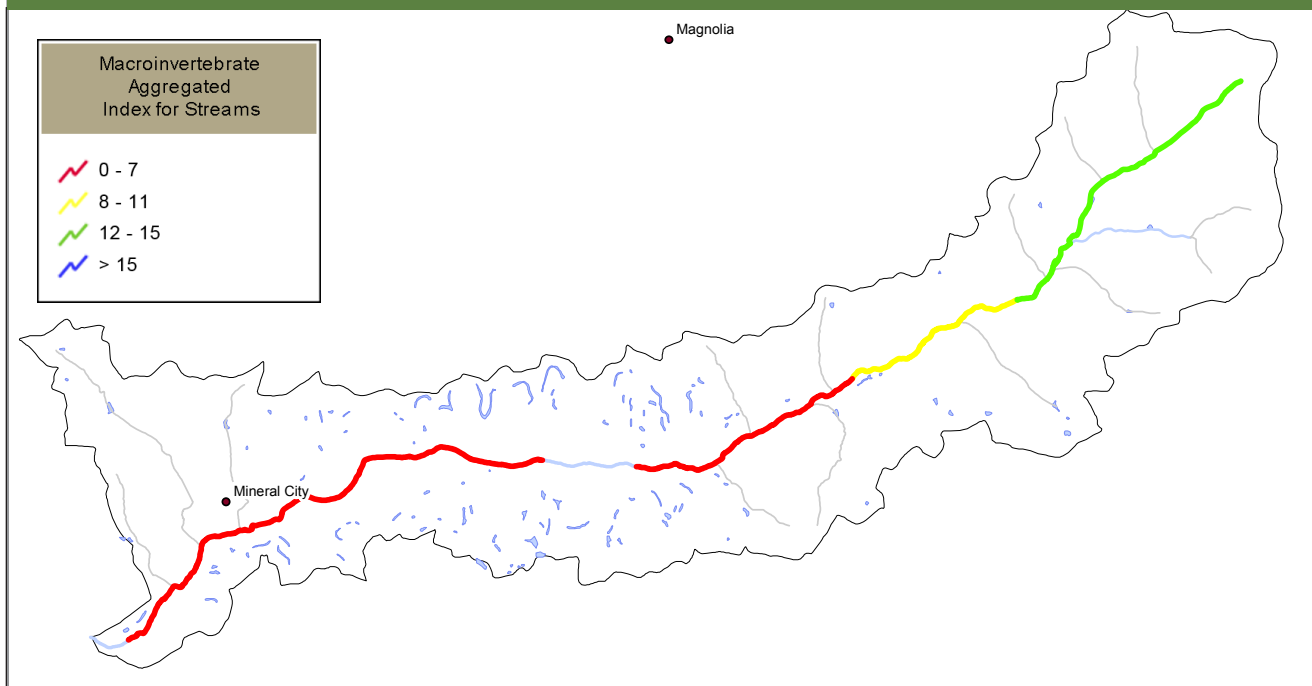 Magnolia
Macroinvertebrate
Aggregated
Index for Streams
0 - 7
8 - 11
12 - 15
> 15
Mineral City